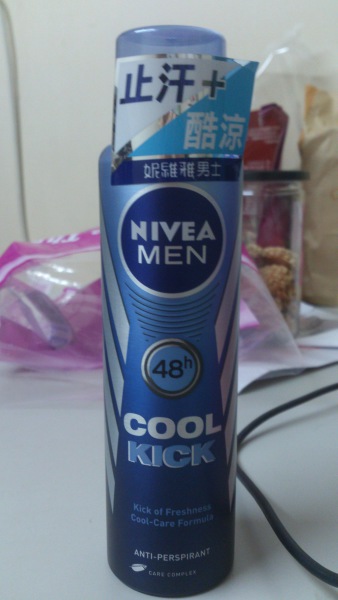 止汗+
酷涼
妮維雅男士
NIVEA
MEN
48h
COOL
KICK
Kick of Freshness
Cool-Care Formula
ANTI-PERSPIRANT
CARE COMPLEX